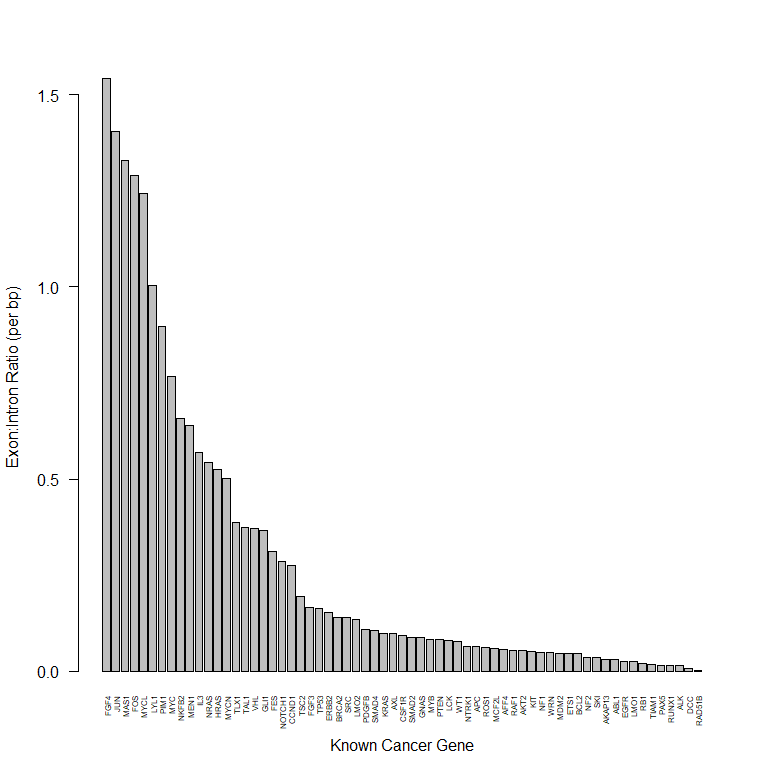 1.5
1.0
0.5
0.0
Exon:Intron Ratio (per bp)
FGF4
JUN
MAS1
FOS
MYCL
LYL1
PIM1
MYC
NKFB2
MEN1
IL3
NRAS
HRAS
MYCN
TLX1
TAL1
VHL
GLI1
FES
NOTCH1
CCND1
TSC2
FGF3
TP53
ERBB2
BRCA2
SRC
LMO2
PDGFB
SMAD4
KRAS
AXL
CSF1R
SMAD2
GNAS
MYB
PTEN
LCK
WT1
NTRK1
APC
ROS1
MCF2L
AFF4
RAF1
AKT2
KIT
NF1
WRN
MDM2
ETS1
BCL2
NF2
SKI
AKAP13
ABL1
EGFR
LMO1
RB1
TIAM1
PAX5
RUNX1
ALK
DCC
RAD51B
Known Cancer Gene